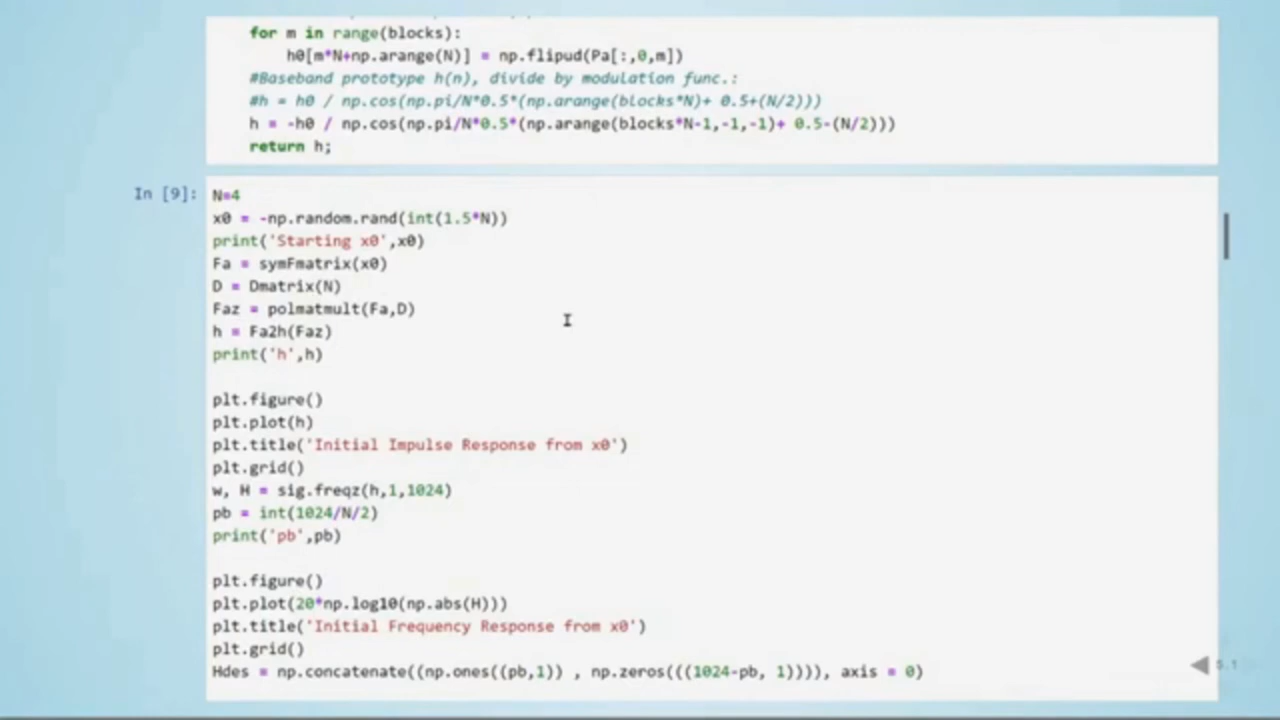 for m in range(blocks):
h0[m*N+np.arange(N)] = np.flipud(Pa[:,0,m])
#Baseband prototype h(n), divide by modulation func.:
#h = h0 / np.cos(np.pi/N*0.5*(np.arange(blocks*N)+ 0.5+(N/2)))
h = -h0 / np.cos(np.pi/N*0.5*(np.arange(blocks*N-1,-1,-1)+ 0.5-(N/2)))
return h;
In [9]:
N=4
x0 = -np.random.rand(int(1.5*N))
print('Starting x0',x0)
Fa = symFmatrix(x0)
D = Dmatrix(N)
Faz = polmatmult(Fa,D)
h = Fa2h(Faz)
print('h',h)
plt.figure()
plt.plot(h)
plt.title('Initial Impulse Response from x0')
plt.grid()
w, H = sig.freqz(h,1,1024)
pb = int(1024/N/2)
print('pb',pb)
plt.figure()
plt.plot(20*np.log10(np.abs(H)))
plt.title('Initial Frequency Response from x0')
plt.grid()
Hdes = np.concatenate((np.ones((pb,1)) , np.zeros(((1024-pb, 1)))), axis = 0)
5.1